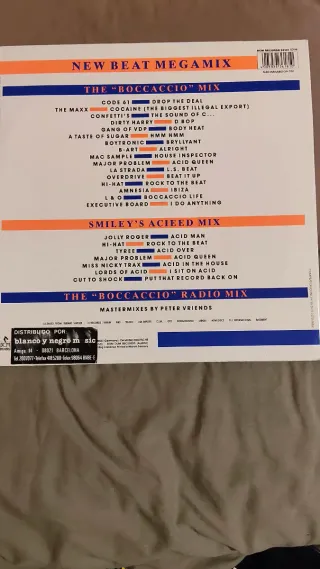 NEW BEAT MEGAMIX
THE "BOCCACCIO" MIX
CODE 61 DROP THE DEAL
THE MAXX COCAINE (THE BIGGEST ILLEGAL EXPORT)
CONFETTI'S THE SOUND OF C...
DIRTY HARRY D BOP
GANG OF VDP BODY HEAT
A TASTE OF SUGAR HMM HMM
BOYTRONIC BRYLLYANT
B-ART ALRIGHT
MAC SAMPLE HOUSE INSPECTOR
MAJOR PROBLEM ACID QUEEN
LA STRADA L.S. BEAT
OVERDRIVE BEAT IT UP
HI-HAT ROCK TO THE BEAT
AMNESIA IBIZA
L & O BOCCACCIO LIFE
EXECUTIVE BOARD I DO ANYTHING
SMILEY'S ACIEED MIX
JOLLY ROGER ACID MAN
HI-HAT ROCK TO THE BEAT
TYREE ACID OVER
MAJOR PROBLEM ACID QUEEN
MISS NICKY TRAX ACID IN THE HOUSE
LORDS OF ACID I SIT ON ACID
CUT TO SHOCK PUT THAT RECORD BACK ON
THE "BOCCACCIO" RADIO MIX
MASTERMIXES BY PETER VRIENDS
DISTRIBUIDO POR
blanco y negro m sic
BARCELONA